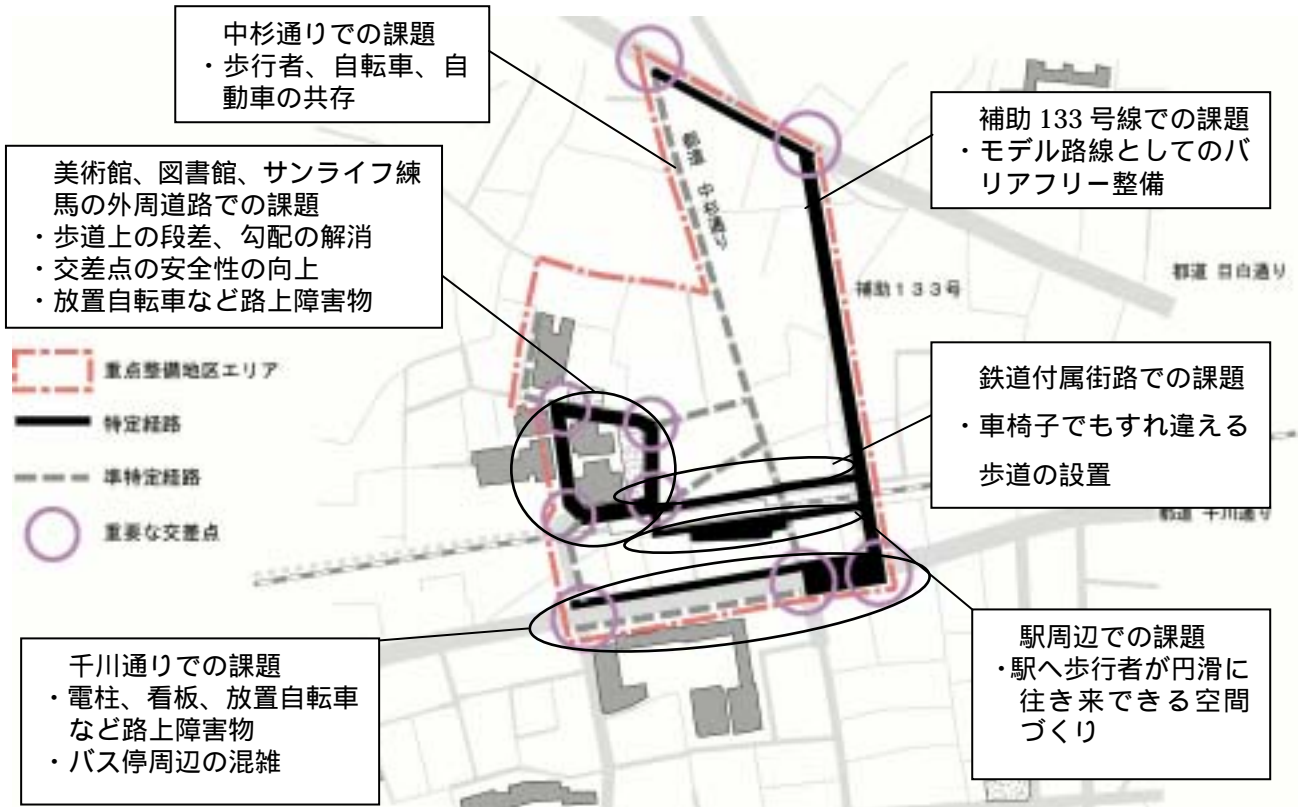 中杉通りでの課題
・歩行者、自転車、自
動車の共存
補助 133 号線での課題
・モデル路線としてのバ
リアフリー整備
美術館、図書館、サンライフ練
馬の外周道路での課題
・歩道上の段差、勾配の解消
・交差点の安全性の向上
・放置自転車など路上障害物
都道 中杉通り
都道 目白通り
補助133号
重点整備地区エリア
特定経路
準特定経路
重要な交差点
鉄道付属街路での課題
・車椅子でもすれ違える
歩道の設置
都道 千川通り
千川通りでの課題
・電柱、看板、放置自転車
など路上障害物
・バス停周辺の混雑
駅周辺での課題
・駅へ歩行者が円滑に
往き来できる空間
づくり